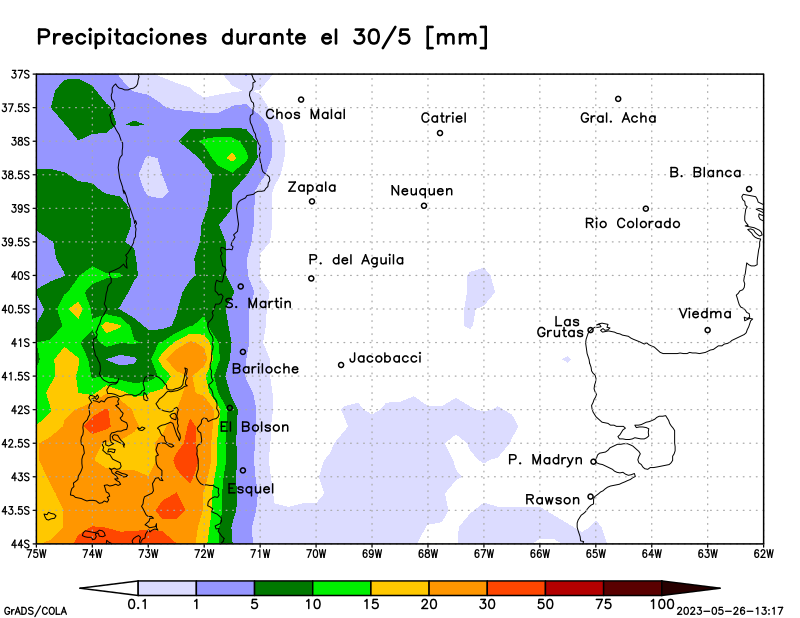 Precipitaciones durante el 30/5 [mm]
37S
37.5S
Chos Malal
Catriel
Gral. Acha
38S
38.5S
B. Blanca
Zapala
Neuquen
39S
Rio Colorado
39.5S
P. del Aguila
40S
S. Martin
40.5S
Las
Grutas
Viedma
41S
Bariloche
Jacobacci
41.5S
42S
El Bolson
42.5S
P. Madryn
43S
Esquel
Rawson
43.5S
44S
75W 74W 73W 72W 71W 70W 69W 68W 67W 66W 65W 64W 63W 62W
0.1 1 5 10 15 20 30 50 75 100
GrADS/COLA
2023-05-26-13:17